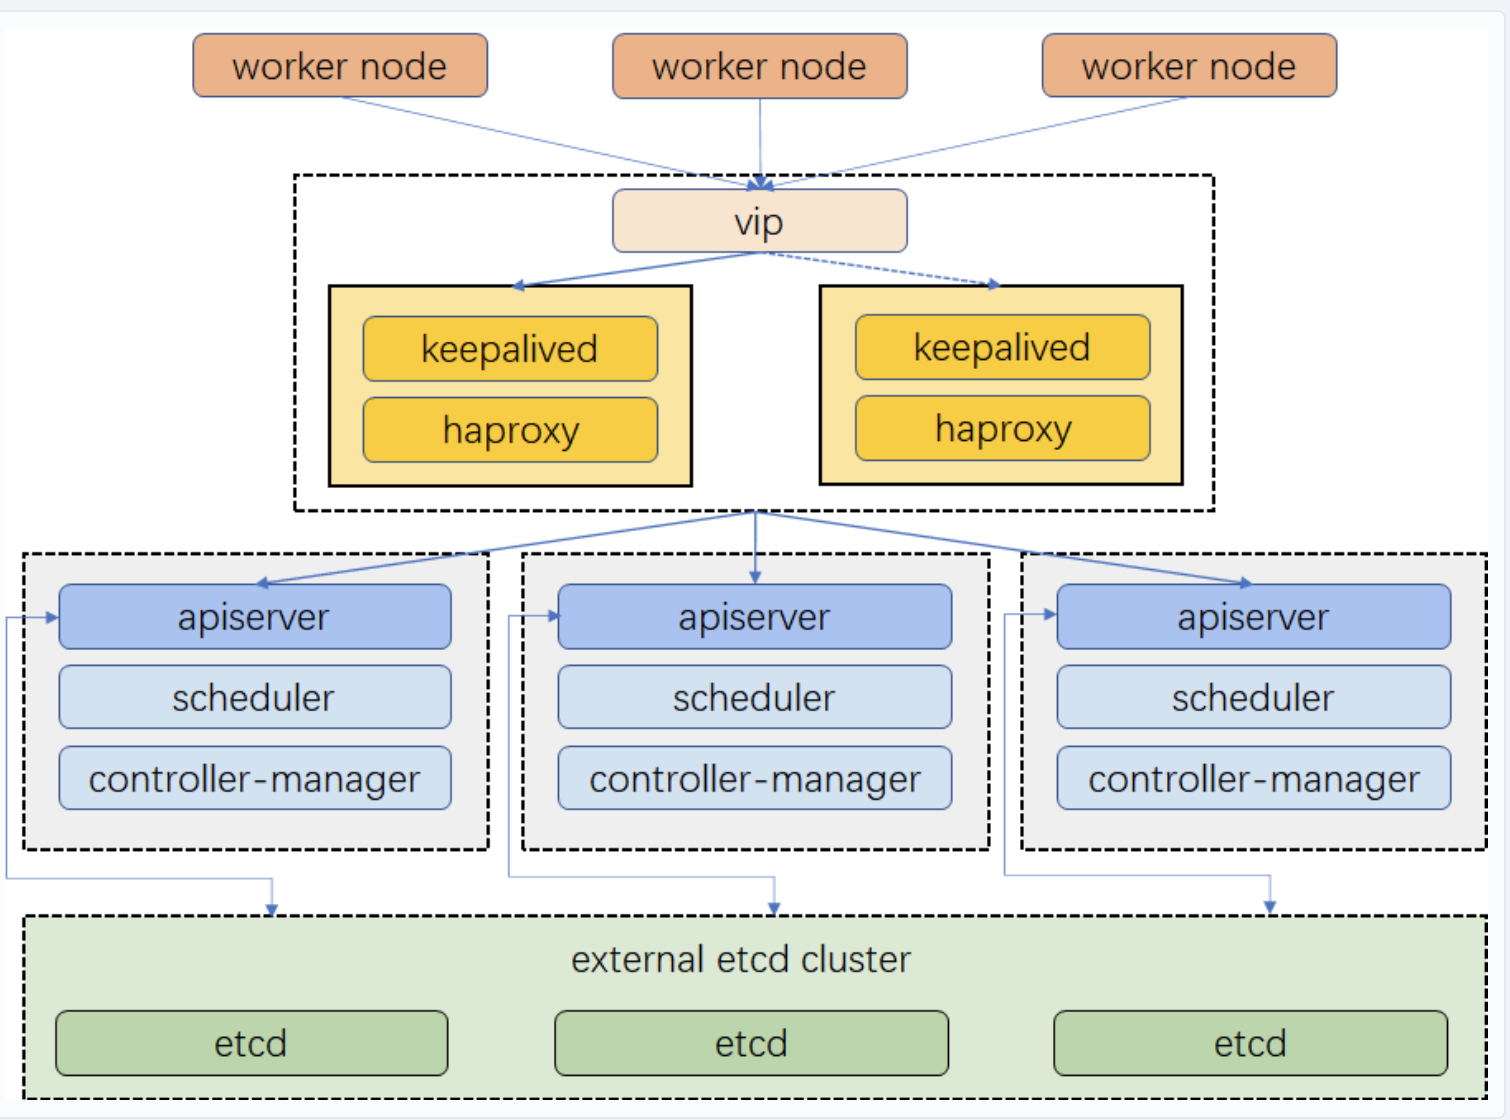 worker node
worker node
worker node
vip
keepalived
haproxy
keepalived
haproxy
apiserver
scheduler
controller-manager
apiserver
scheduler
controller-manager
apiserver
scheduler
controller-manager
external etcd cluster
etcd
etcd
etcd